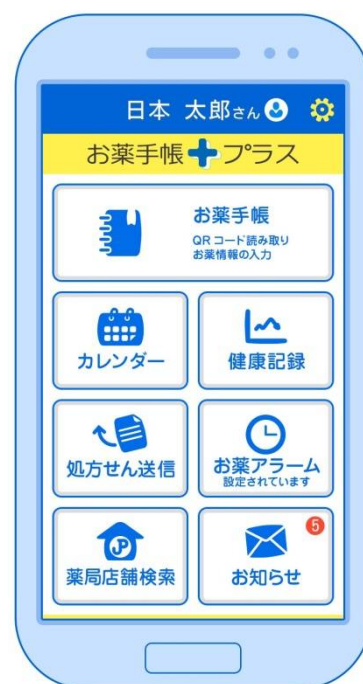 日本 太郎さん
お薬手帳プラス
お薬手帳
QRコード読み取り
お薬情報の入力
カレンダー
健康記録
処方せん送信
お薬アラーム
設定されています
JP
薬局店舗検索
5
お知らせ